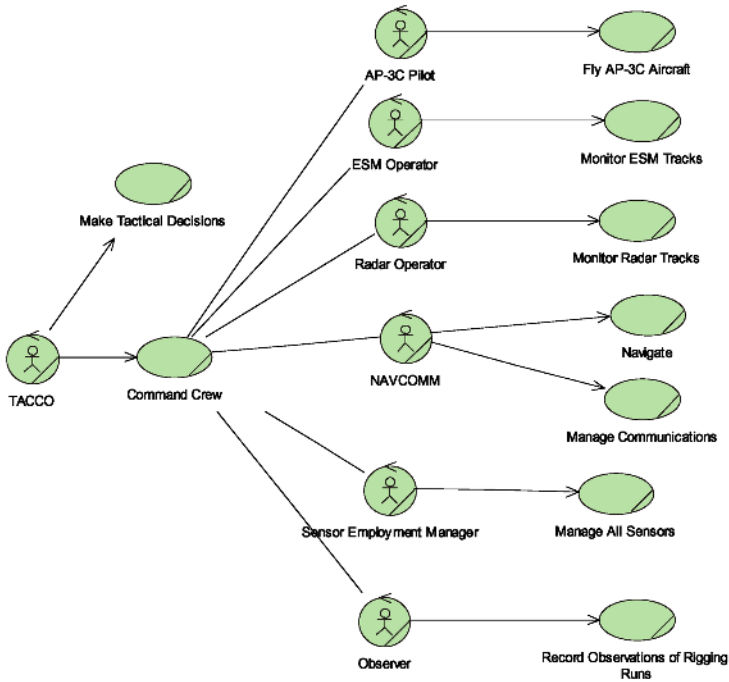 AP-3C Pilot
Fly AP-3C Aircraft
ESM Operator
Monitor ESM Tracks
Make Tactical Decisions
Radar Operator
Monitor Radar Tracks
Navigate
TACCO
Command Crew
NAVCOMM
Manage Communications
Sensor Employment Manager
Manage All Sensors
Observer
Record Observations of Rigging
Runs